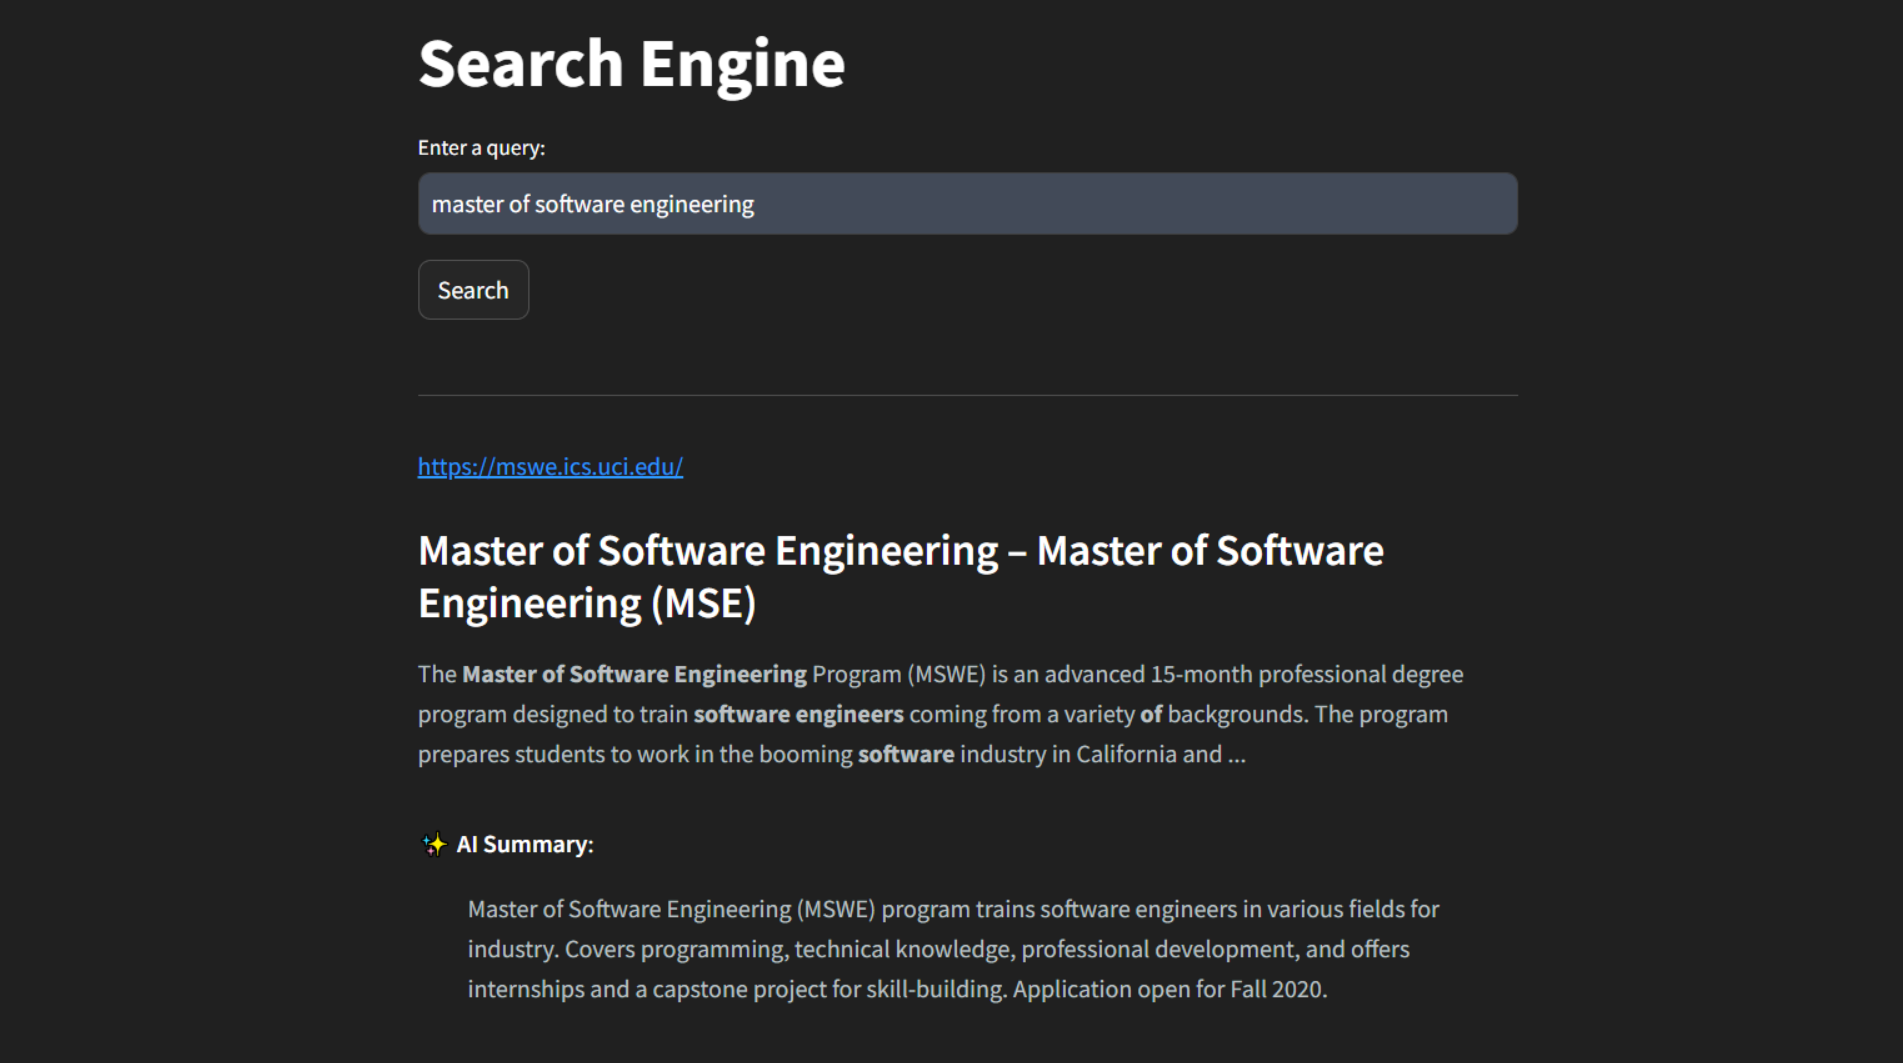 Search Engine
Enter a query:
master of software engineering
Search
https://mswe.ics.uci.edu/
Master of Software Engineering – Master of Software
Engineering (MSE)
The Master of Software Engineering Program (MSWE) is an advanced 15-month professional degree
program designed to train software engineers coming from a variety of backgrounds. The program
prepares students to work in the booming software industry in California and ...
✨ AI Summary:
Master of Software Engineering (MSWE) program trains software engineers in various fields for
industry. Covers programming, technical knowledge, professional development, and offers
internships and a capstone project for skill-building. Application open for Fall 2020.